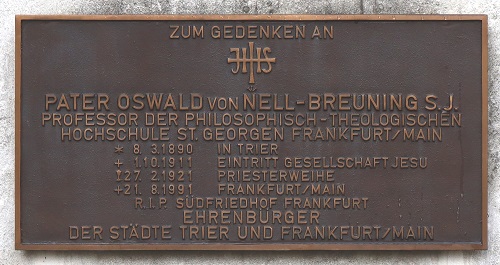 ZUM GEDENKEN AN
JHS
PATER OSWALD VON NELL-BREUNING S.J.
PROFESSOR DER PHILOSOPHISCH-THEOLOGISCHEN
HOCHSCHULE ST. GEORGEN FRANKFURT/MAIN
* 8. 3.1890 IN TRIER
+ 1.10.1911 EINTRITT GESELLSCHAFT JESU
27. 2.1921 PRIESTERWEIHE
+21. 8.1991 FRANKFURT/MAIN
R.I.P. SÜDFRIEDHOF FRANKFURT
EHRENBÜRGER
DER STÄDTE TRIER UND FRANKFURT/MAIN